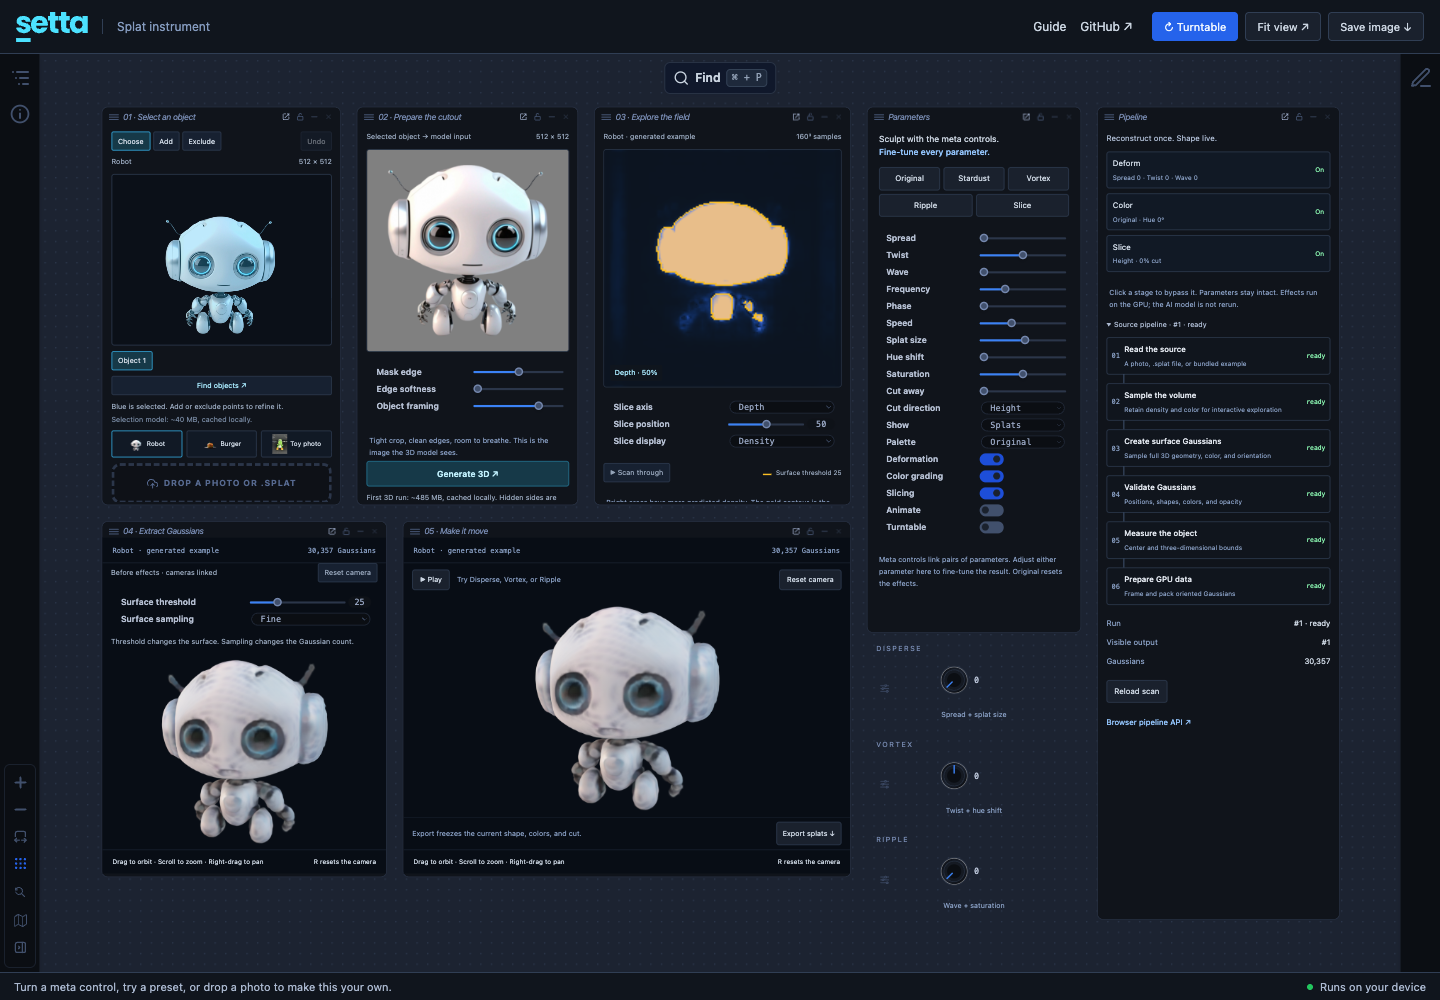 setta
Splat instrument
Guide
GitHub ↗
↻ Turntable
Fit view ↗
Save image ↓
Find ⌘ + P
01 · Select an object
Choose
Add
Exclude
Undo
Robot
512 × 512
Object 1
Find objects ↗
Blue is selected. Add or exclude points to refine it.
Selection model: ~40 MB, cached locally.
Robot
Burger
Toy photo
DROP A PHOTO OR .SPLAT
02 · Prepare the cutout
Selected object → model input
512 × 512
Mask edge
Edge softness
Object framing
Tight crop, clean edges, room to breathe. This is the
image the 3D model sees.
Generate 3D ↗
First 3D run: ~485 MB, cached locally. Hidden sides are
03 · Explore the field
Robot · generated example
160³ samples
Depth · 50%
Slice axis
Depth
Slice position
50
Slice display
Density
▶ Scan through
Surface threshold 25
Parameters
Sculpt with the meta controls.
Fine-tune every parameter.
Original
Stardust
Vortex
Ripple
Slice
Spread
Twist
Wave
Frequency
Phase
Speed
Splat size
Hue shift
Saturation
Cut away
Cut direction
Height
Show
Splats
Palette
Original
Deformation
Color grading
Slicing
Animate
Turntable
Meta controls link pairs of parameters. Adjust either
parameter here to fine-tune the result. Original resets
the effects.
Pipeline
Reconstruct once. Shape live.
Deform
Spread 0 · Twist 0 · Wave 0
On
Color
Original · Hue 0°
On
Slice
Height · 0% cut
On
Click a stage to bypass it. Parameters stay intact. Effects run
on the GPU; the AI model is not rerun.
▼ Source pipeline · #1 · ready
01 Read the source
A photo, .splat file, or bundled example
ready
02 Sample the volume
Retain density and color for interactive exploration
ready
03 Create surface Gaussians
Sample full 3D geometry, color, and orientation
ready
04 Validate Gaussians
Positions, shapes, colors, and opacity
ready
05 Measure the object
Center and three-dimensional bounds
ready
06 Prepare GPU data
Frame and pack oriented Gaussians
ready
Run
#1 · ready
Visible output
#1
Gaussians
30,357
Reload scan
Browser pipeline API ↗
04 · Extract Gaussians
Robot · generated example
30,357 Gaussians
Before effects · cameras linked
Reset camera
Surface threshold
25
Surface sampling
Fine
Threshold changes the surface. Sampling changes the Gaussian count.
Drag to orbit · Scroll to zoom · Right-drag to pan
R resets the camera
05 · Make it move
Robot · generated example
30,357 Gaussians
▶ Play
Try Disperse, Vortex, or Ripple
Reset camera
Export freezes the current shape, colors, and cut.
Export splats ↓
Drag to orbit · Scroll to zoom · Right-drag to pan
R resets the camera
DISPERSE
0
Spread + splat size
VORTEX
0
Twist + hue shift
RIPPLE
0
Wave + saturation
Turn a meta control, try a preset, or drop a photo to make this your own.
Runs on your device